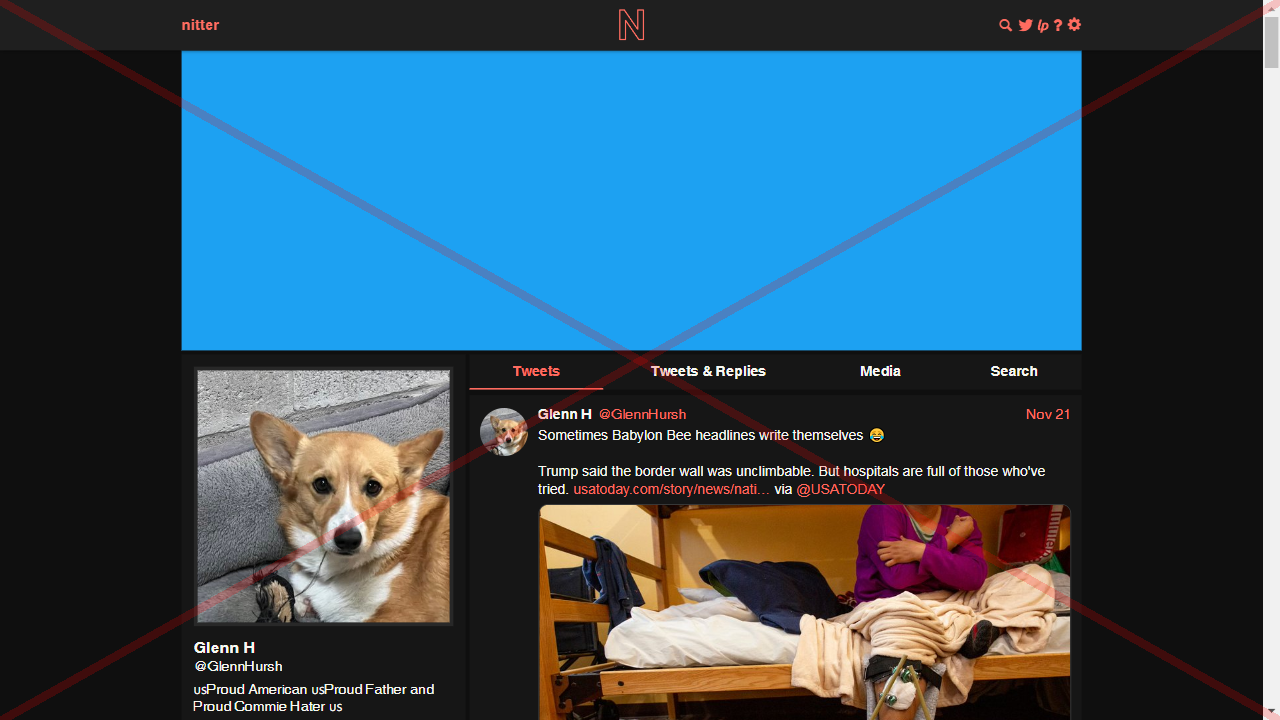 nitter
N
lp ?
Tweets
Tweets & Replies
Media
Search
Glenn H @GlennHursh
Nov 21
Sometimes Babylon Bee headlines write themselves 😂
Trump said the border wall was unclimbable. But hospitals are full of those who've
tried. usatoday.com/story/news/nati… via @USATODAY
Glenn H
@GlennHursh
usProud American usProud Father and
Proud Commie Hater us